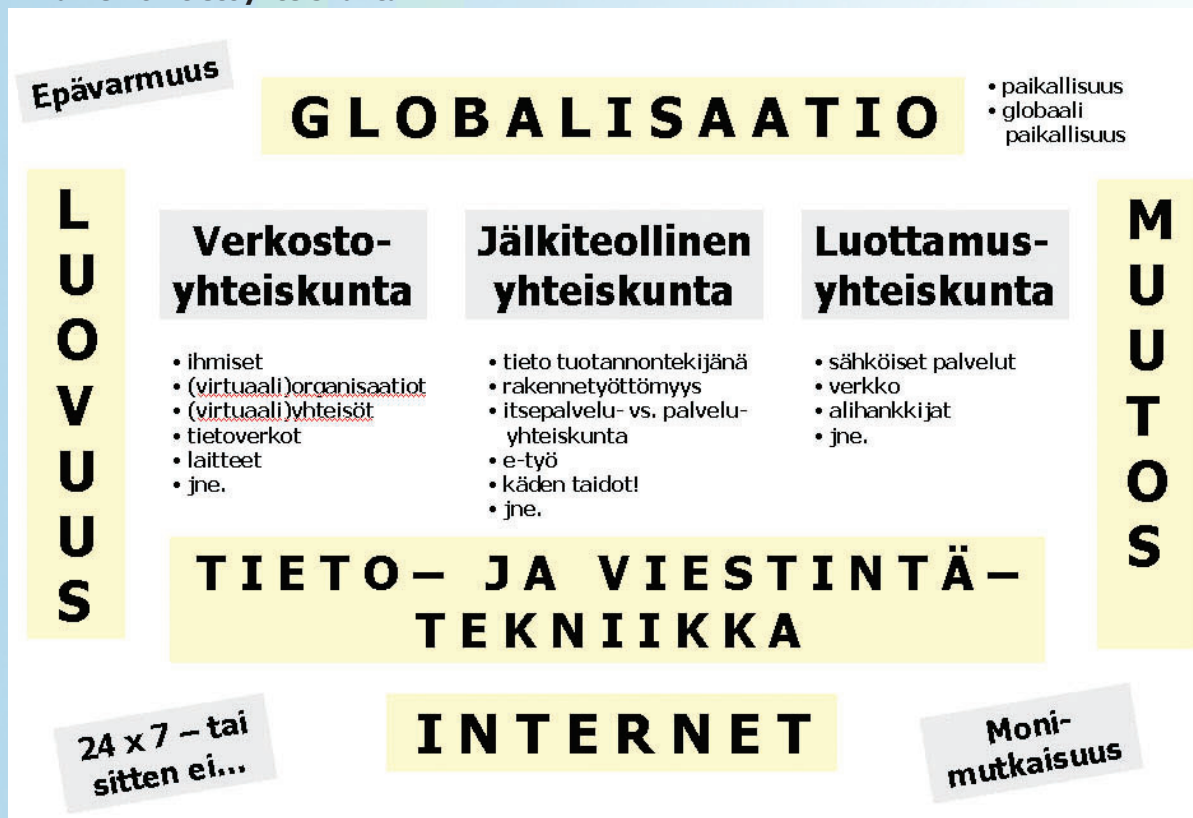 Epävarmuus
GLOBALISAATIO
• paikallisuus
• globaali
paikallisuus
LUOVUUS
Verkosto-
yhteiskunta
• ihmiset
• (virtuaali)organisaatiot
• (virtuaali)yhteisöt
• tietoverkot
• laitteet
• jne.
Jälkiteollinen
yhteiskunta
• tieto tuotannontekijänä
• rakennetyöttömyys
• itsepalvelu- vs. palvelu-
yhteiskunta
• e-työ
• käden taidot!
• jne.
Luottamus-
yhteiskunta
• sähköiset palvelut
• verkko
• alihankkijat
• jne.
MUUTOS
TIETO– JA VIESTINTÄ–
TEKNIIKKA
24 x 7 – tai
sitten ei...
INTERNET
Moni-
mutkaisuus